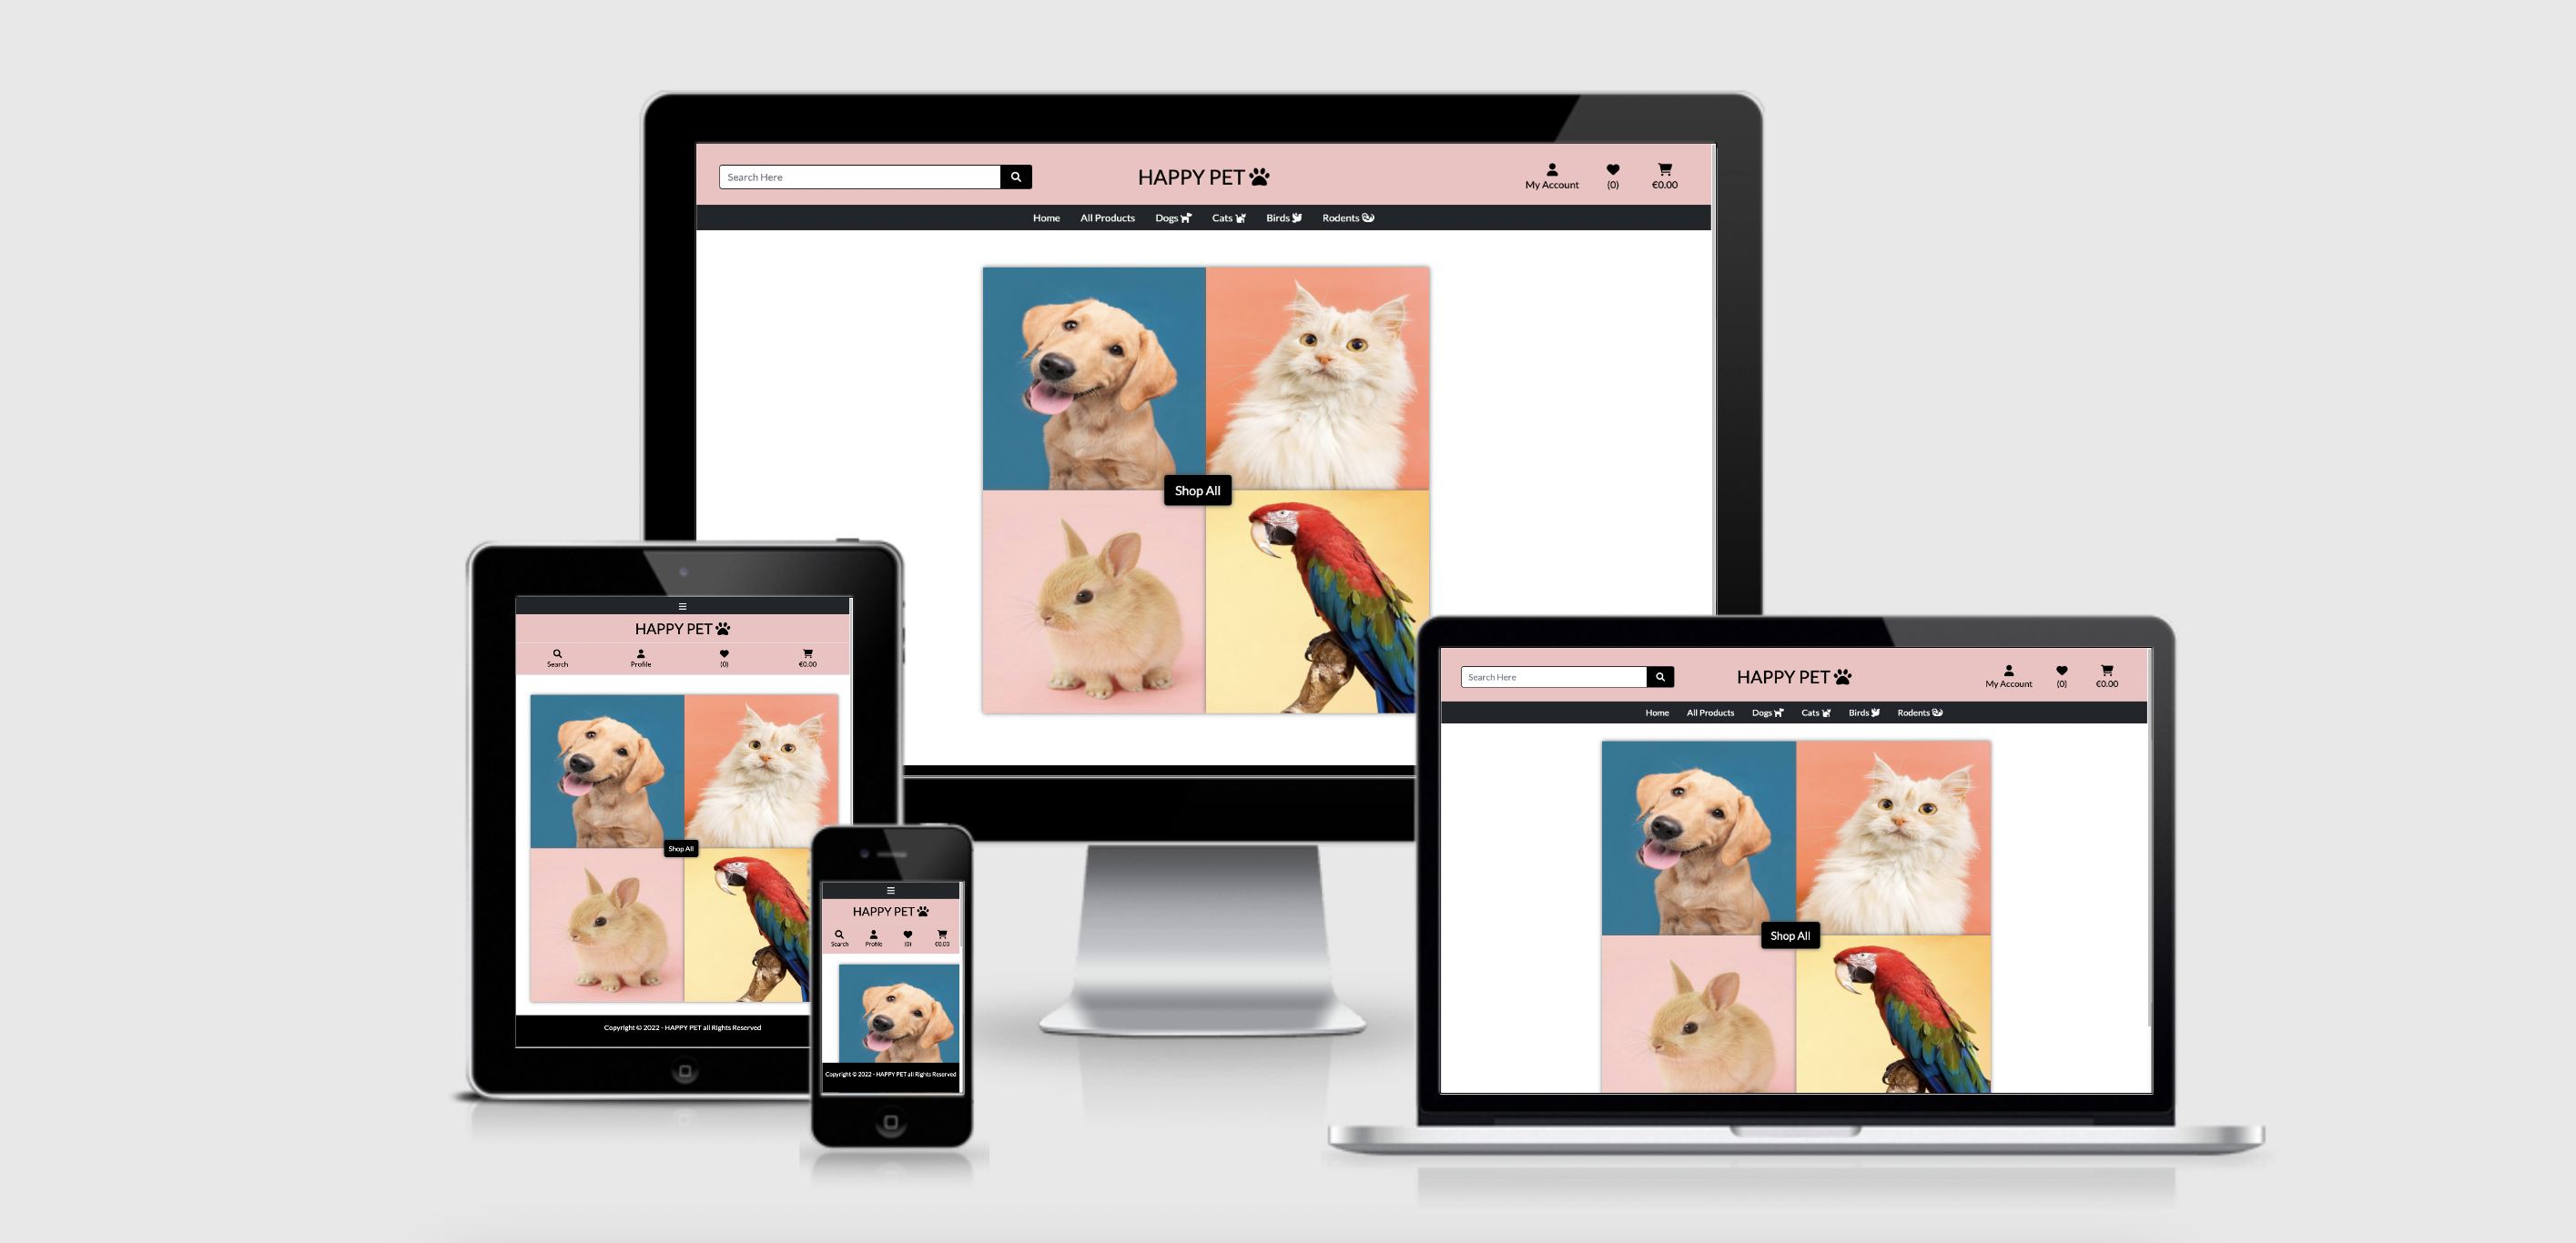 Search Here
HAPPY PET
My Account
(0)
€0.00
Home All Products Dogs Cats Birds Rodents
Shop All
HAPPY PET
Search Profile (0) €0.00
Shop All
Copyright © 2022 - HAPPY PET all Rights Reserved
HAPPY PET
Search Profile (0) €0.00
Copyright © 2022 - HAPPY PET all Rights Reserved
Search Here
HAPPY PET
My Account
(0)
€0.00
Home All Products Dogs Cats Birds Rodents
Shop All